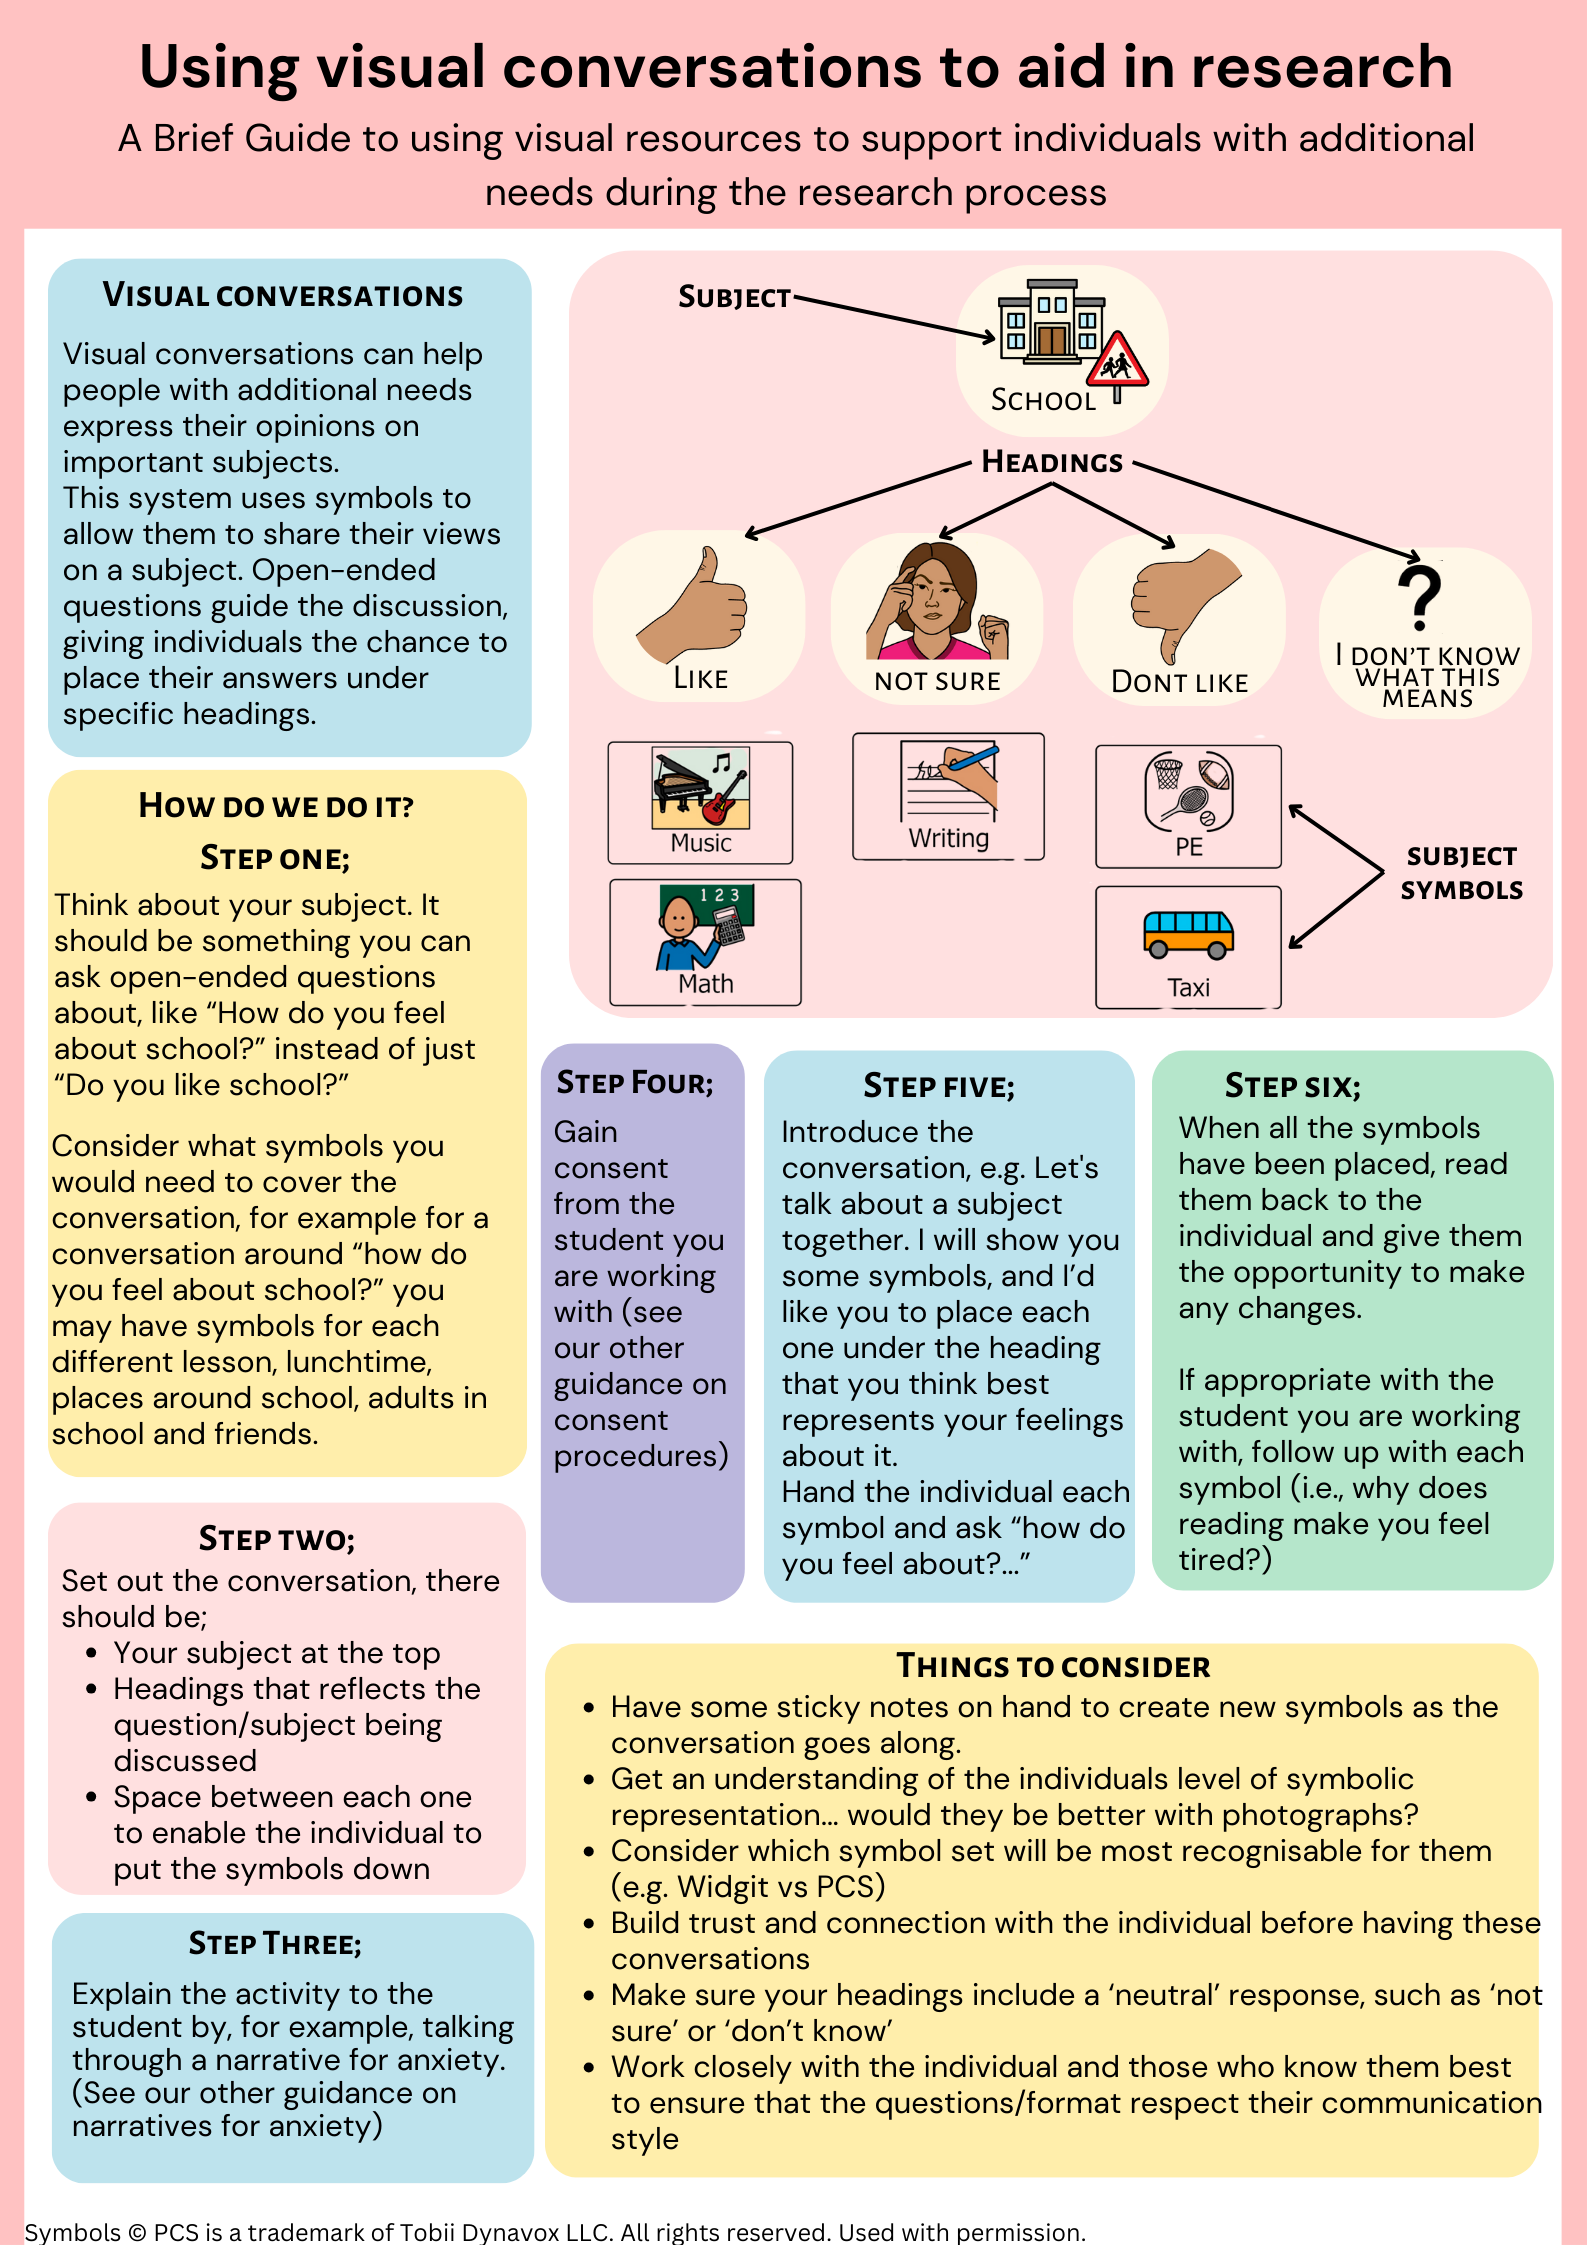 Using visual conversations to aid in research
A Brief Guide to using visual resources to support individuals with additional
needs during the research process
VISUAL CONVERSATIONS
Visual conversations can help
people with additional needs
express their opinions on
important subjects.
This system uses symbols to
allow them to share their views
on a subject. Open-ended
questions guide the discussion,
giving individuals the chance to
place their answers under
specific headings.
SUBJECT
SCHOOL
HEADINGS
LIKE
NOT SURE
DONT LIKE
?
I DON'T KNOW
WHAT THIS
MEANS
Music
Writing
PE
1 2 3
Math
Taxi
SUBJECT
SYMBOLS
HOW DO WE DO IT?
STEP ONE;
Think about your subject. It
should be something you can
ask open-ended questions
about, like “How do you feel
about school?” instead of just
“Do you like school?”
Consider what symbols you
would need to cover the
conversation, for example for a
conversation around “how do
you feel about school?” you
may have symbols for each
different lesson, lunchtime,
places around school, adults in
school and friends.
STEP TWO;
Set out the conversation, there
should be;
• Your subject at the top
• Headings that reflects the
question/subject being
discussed
• Space between each one
to enable the individual to
put the symbols down
STEP THREE;
Explain the activity to the
student by, for example, talking
through a narrative for anxiety.
(See our other guidance on
narratives for anxiety)
STEP FOUR;
Gain
consent
from the
student you
are working
with (see
our other
guidance on
consent
procedures)
STEP FIVE;
Introduce the
conversation, e.g. Let's
talk about a subject
together. I will show you
some symbols, and I’d
like you to place each
one under the heading
that you think best
represents your feelings
about it.
Hand the individual each
symbol and ask “how do
you feel about?...”
STEP SIX;
When all the symbols
have been placed, read
them back to the
individual and give them
the opportunity to make
any changes.
If appropriate with the
student you are working
with, follow up with each
symbol (i.e., why does
reading make you feel
tired?)
THINGS TO CONSIDER
• Have some sticky notes on hand to create new symbols as the
conversation goes along.
• Get an understanding of the individuals level of symbolic
representation... would they be better with photographs?
• Consider which symbol set will be most recognisable for them
(e.g. Widgit vs PCS)
• Build trust and connection with the individual before having these
conversations
• Make sure your headings include a ‘neutral’ response, such as ‘not
sure’ or ‘don’t know’
• Work closely with the individual and those who know them best
to ensure that the questions/format respect their communication
style
Symbols © PCS is a trademark of Tobii Dynavox LLC. All rights reserved. Used with permission.